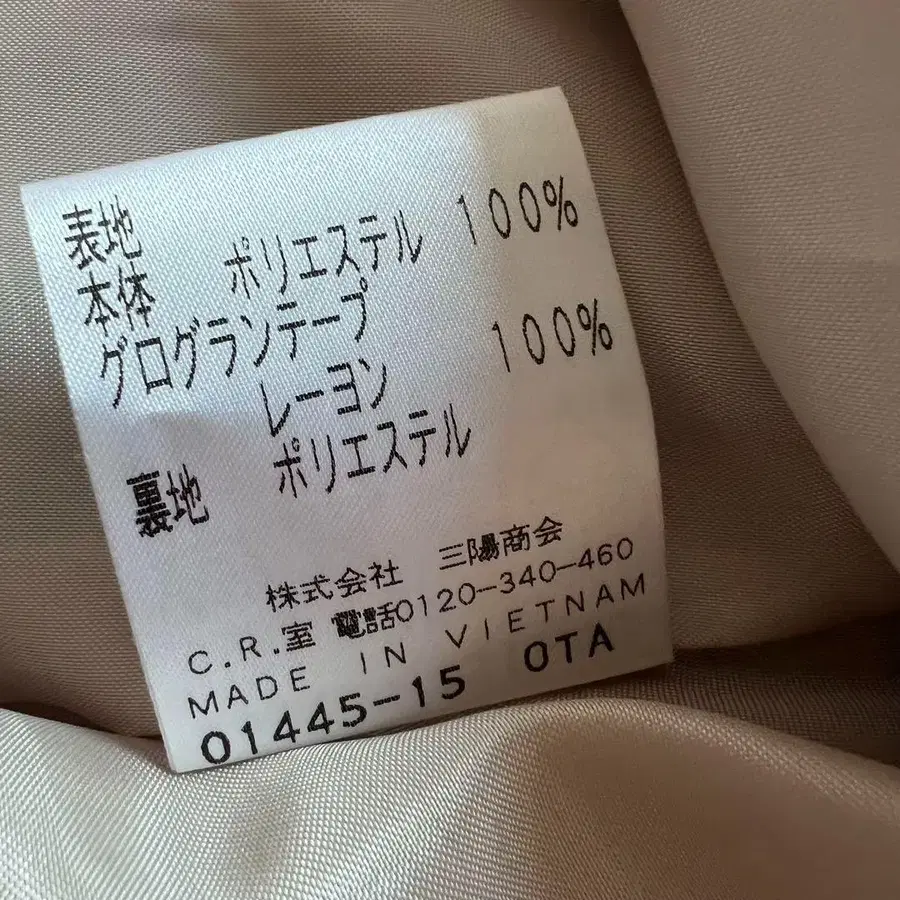 表地
本体 ポリエステル 100%
グログランテープ
レーヨン 100%
裏地 ポリエステル
株式会社 三陽商会
C.R.室 電話0120-340-460
MADE IN VIETNAM
01445-15 OTA